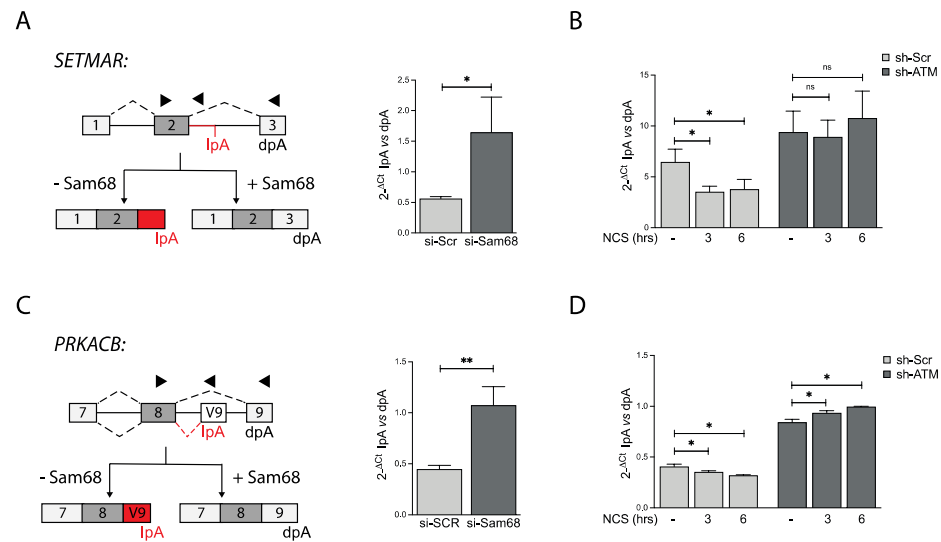 A
SETMAR:
1
2
3
IpA
dpA
- Sam68
+ Sam68
1
2
1
2
3
IpA
dpA
2-ΔCt IpA vs dpA
2.5
2.0
1.5
1.0
0.5
0.0
*
si-Scr
si-Sam68
B
sh-Scr
sh-ATM
2-ΔCt IpA vs dpA
15
10
5
0
*
*
ns
ns
NCS (hrs)
-
3
6
-
3
6
C
PRKACB:
7
8
V9
9
IpA
dpA
- Sam68
+ Sam68
7
8
V9
7
8
9
IpA
dpA
2-ΔCt IpA vs dpA
1.5
1.0
0.5
0.0
**
si-SCR
si-Sam68
D
sh-Scr
sh-ATM
2-ΔCt IpA vs dpA
1.5
1.0
0.5
0.0
*
*
*
*
NCS (hrs)
-
3
6
-
3
6